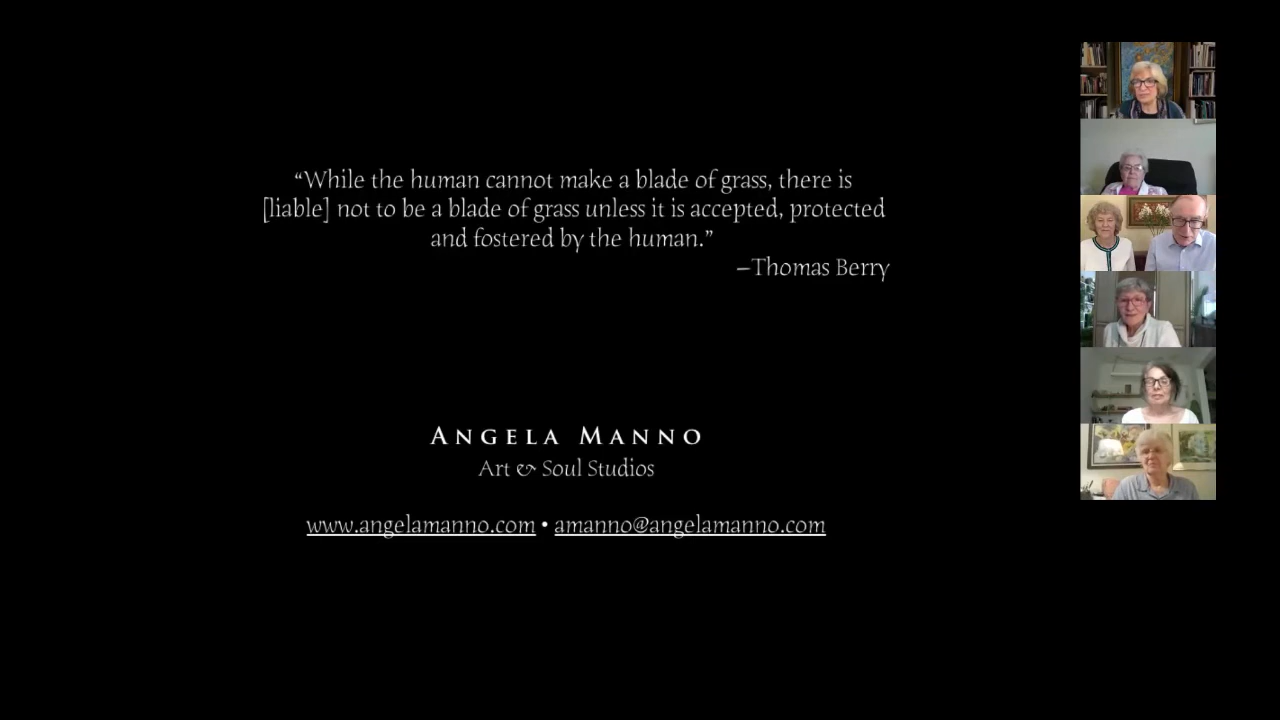 “While the human cannot make a blade of grass, there is
[liable] not to be a blade of grass unless it is accepted, protected
and fostered by the human.”
–Thomas Berry
ANGELA MANNO
Art & Soul Studios
www.angelamanno.com • amanno@angelamanno.com